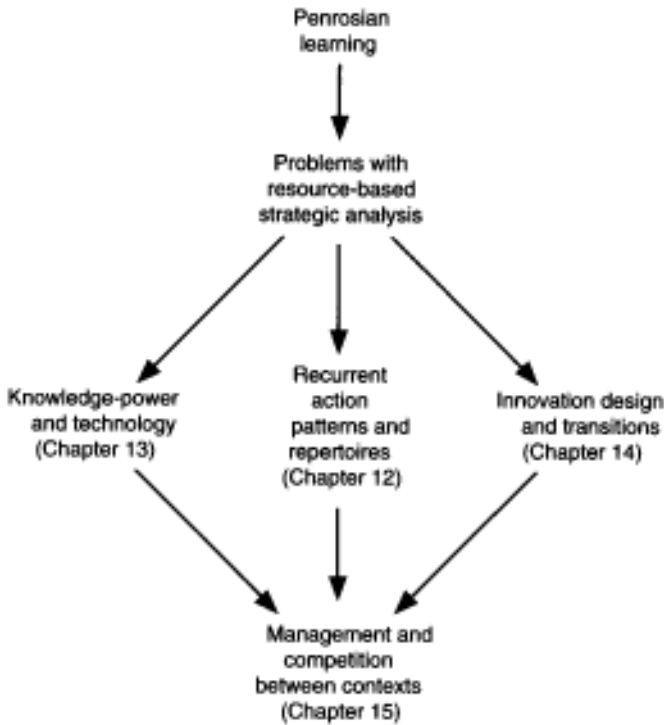 Penrosian
learning
Problems with
resource-based
strategic analysis
Knowledge-power
and technology
(Chapter 13)
Recurrent
action
patterns and
repertoires
(Chapter 12)
Innovation design
and transitions
(Chapter 14)
Management and
competition
between contexts
(Chapter 15)